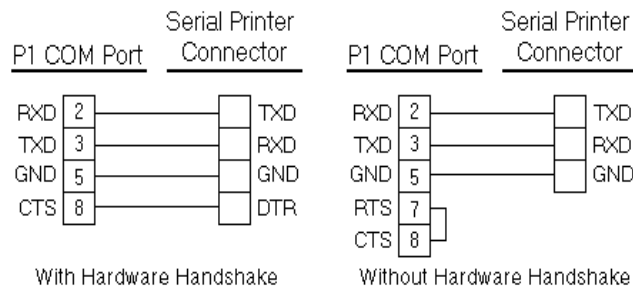 Serial Printer
P1 COM Port Connector
RXD 2 TXD
TXD 3 RXD
GND 5 GND
CTS 8 DTR
With Hardware Handshake
Serial Printer
P1 COM Port Connector
RXD 2 TXD
TXD 3 RXD
GND 5 GND
RTS 7
CTS 8
Without Hardware Handshake